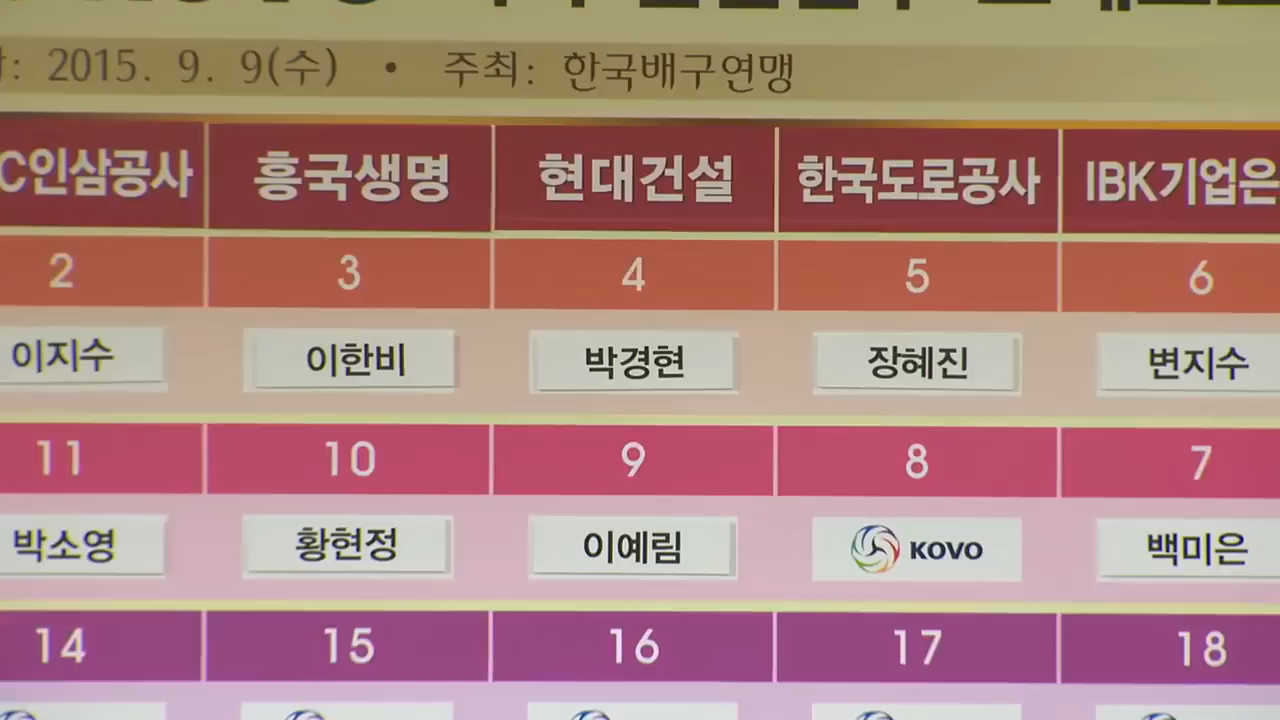 : 2015. 9. 9(수) • 주최: 한국배구연맹
C인삼공사 흥국생명 현대건설 한국도로공사 IBK기업은
2 3 4 5 6
이지수 이한비 박경현 장혜진 변지수
11 10 9 8 7
박소영 황현정 이예림 KOVO 백미은
14 15 16 17 18